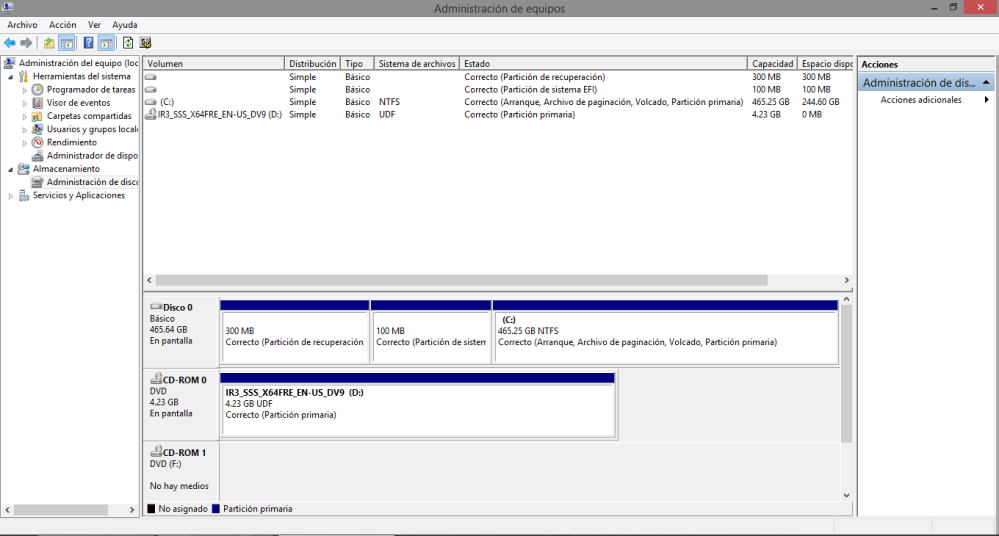 Administración de equipos
Archivo Acción Ver Ayuda
Administración del equipo (loc
Herramientas del sistema
Programador de tareas
Visor de eventos
Carpetas compartidas
Usuarios y grupos locale
Rendimiento
Administrador de dispo
Almacenamiento
Administración de disco
Servicios y Aplicaciones
Volumen Distribución Tipo Sistema de archivos Estado Capacidad Espacio dispo
Simple Básico Correcto (Partición de recuperación) 300 MB 300 MB
Simple Básico Correcto (Partición de sistema EFI) 100 MB 100 MB
(C:) Simple Básico NTFS Correcto (Arranque, Archivo de paginación, Volcado, Partición primaria) 465.25 GB 244.60 GB
IR3_SSS_X64FRE_EN-US_DV9 (D:) Simple Básico UDF Correcto (Partición primaria) 4.23 GB 0 MB
Acciones
Administración de dis...
Acciones adicionales
Disco 0
Básico
465.64 GB
En pantalla
300 MB
Correcto (Partición de recuperación)
100 MB
Correcto (Partición de sistem
(C:)
465.25 GB NTFS
Correcto (Arranque, Archivo de paginación, Volcado, Partición primaria)
CD-ROM 0
DVD
4.23 GB
En pantalla
IR3_SSS_X64FRE_EN-US_DV9 (D:)
4.23 GB UDF
Correcto (Partición primaria)
CD-ROM 1
DVD (F:)
No hay medios
No asignado Partición primaria